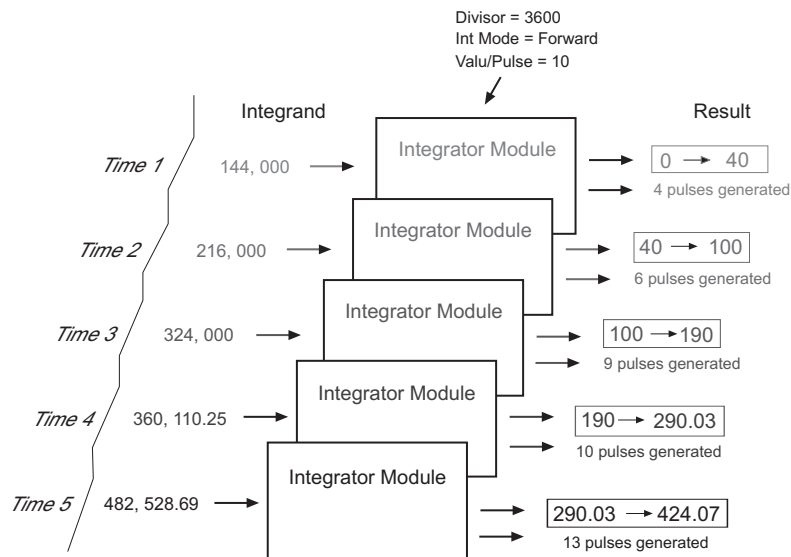 Divisor = 3600
Int Mode = Forward
Valu/Pulse = 10
Integrand
Result
Time 1
144, 000
Integrator Module
0 → 40
4 pulses generated
Time 2
216, 000
Integrator Module
40 → 100
6 pulses generated
Time 3
324, 000
Integrator Module
100 → 190
9 pulses generated
Time 4
360, 110.25
Integrator Module
190 → 290.03
10 pulses generated
Time 5
482, 528.69
Integrator Module
290.03 → 424.07
13 pulses generated